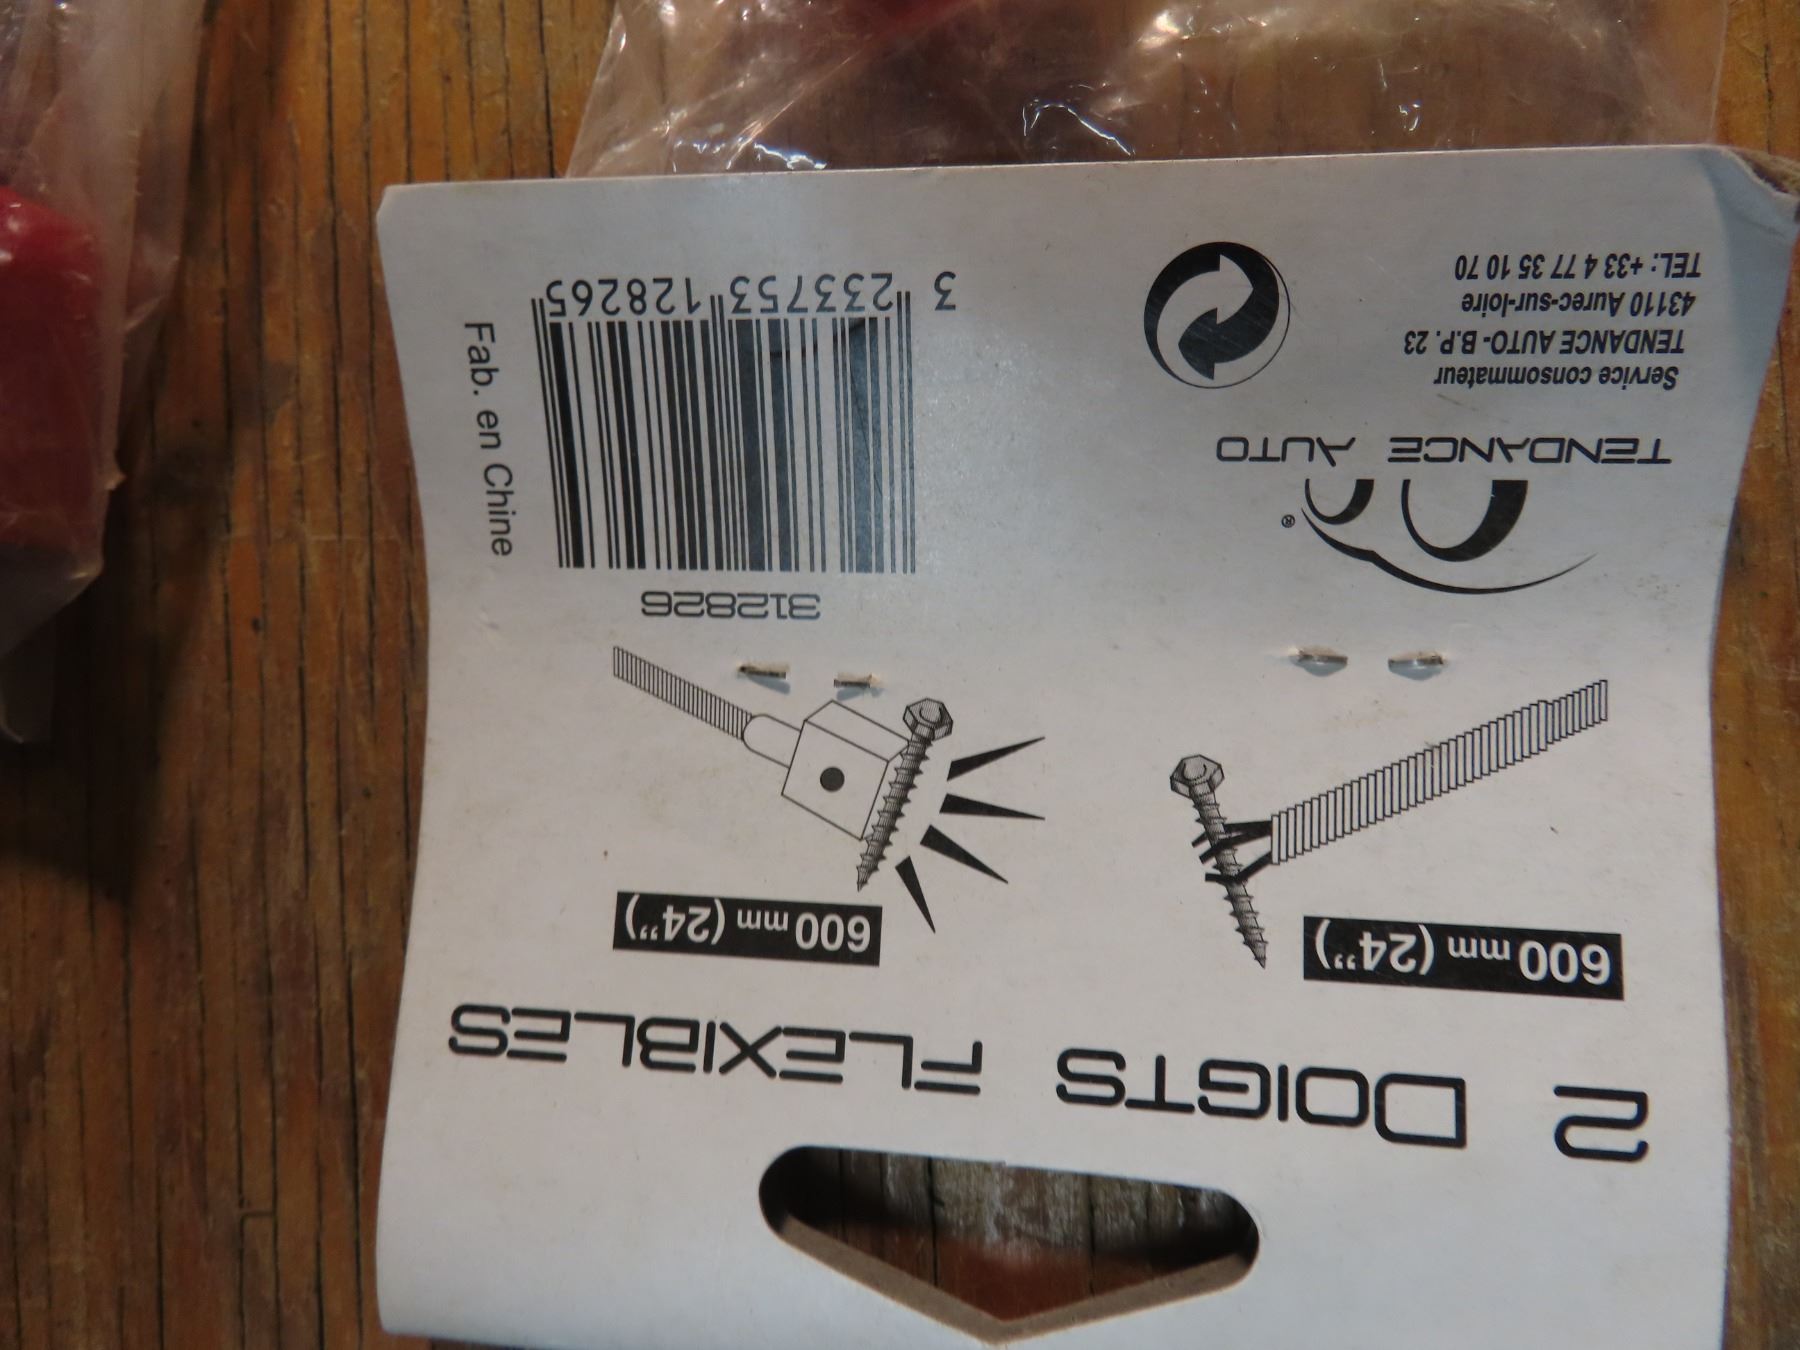 2 DOIGTS FLEXIBLES
600 mm (24")
600 mm (24")
312826
TENDANCE AUTO
®
Service consommateur
TENDANCE AUTO - B.P. 23
43110 Aurec-sur-loire
TEL: +33 4 77 35 10 70
3 233753 128265
Fab. en Chine